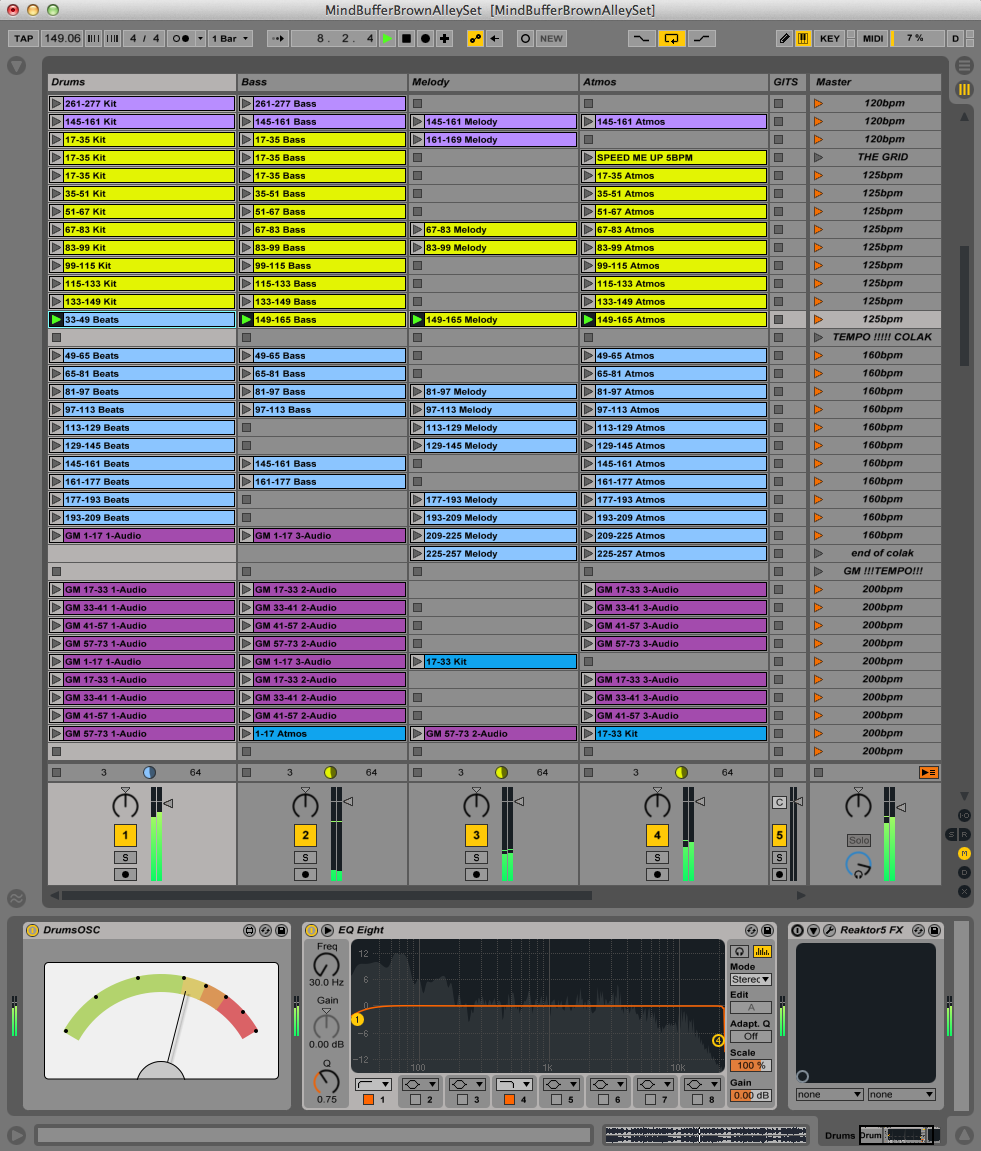 MindBufferBrownAlleySet [MindBufferBrownAlleySet]
TAP 149.06 4 / 4 1 Bar 8. 2. 4 NEW KEY MIDI 7 % D
Drums Bass Melody Atmos GITS Master
261-277 Kit 261-277 Bass 120bpm
145-161 Kit 145-161 Bass 145-161 Melody 145-161 Atmos 120bpm
17-35 Kit 17-35 Bass 161-169 Melody 120bpm
17-35 Kit 17-35 Bass SPEED ME UP 5BPM THE GRID
17-35 Kit 17-35 Bass 17-35 Atmos 125bpm
35-51 Kit 35-51 Bass 35-51 Atmos 125bpm
51-67 Kit 51-67 Bass 51-67 Atmos 125bpm
67-83 Kit 67-83 Bass 67-83 Melody 67-83 Atmos 125bpm
83-99 Kit 83-99 Bass 83-99 Melody 83-99 Atmos 125bpm
99-115 Kit 99-115 Bass 99-115 Atmos 125bpm
115-133 Kit 115-133 Bass 115-133 Atmos 125bpm
133-149 Kit 133-149 Bass 133-149 Atmos 125bpm
33-49 Beats 149-165 Bass 149-165 Melody 149-165 Atmos 125bpm
TEMPO !!!!! COLAK
49-65 Beats 49-65 Bass 49-65 Atmos 160bpm
65-81 Beats 65-81 Bass 65-81 Atmos 160bpm
81-97 Beats 81-97 Bass 81-97 Melody 81-97 Atmos 160bpm
97-113 Beats 97-113 Bass 97-113 Melody 97-113 Atmos 160bpm
113-129 Beats 113-129 Melody 113-129 Atmos 160bpm
129-145 Beats 129-145 Melody 129-145 Atmos 160bpm
145-161 Beats 145-161 Bass 145-161 Atmos 160bpm
161-177 Beats 161-177 Bass 161-177 Atmos 160bpm
177-193 Beats 177-193 Melody 177-193 Atmos 160bpm
193-209 Beats 193-209 Melody 193-209 Atmos 160bpm
GM 1-17 1-Audio GM 1-17 3-Audio 209-225 Melody 209-225 Atmos 160bpm
225-257 Melody 225-257 Atmos end of colak
GM !!!TEMPO!!!
GM 17-33 1-Audio GM 17-33 2-Audio GM 17-33 3-Audio 200bpm
GM 33-41 1-Audio GM 33-41 2-Audio GM 33-41 3-Audio 200bpm
GM 41-57 1-Audio GM 41-57 2-Audio GM 41-57 3-Audio 200bpm
GM 57-73 1-Audio GM 57-73 2-Audio GM 57-73 3-Audio 200bpm
GM 1-17 1-Audio GM 1-17 3-Audio 17-33 Kit 200bpm
GM 17-33 1-Audio GM 17-33 2-Audio GM 17-33 3-Audio 200bpm
GM 33-41 1-Audio GM 33-41 2-Audio GM 33-41 3-Audio 200bpm
GM 41-57 1-Audio GM 41-57 2-Audio GM 41-57 3-Audio 200bpm
GM 57-73 1-Audio 1-17 Atmos GM 57-73 2-Audio 17-33 Kit 200bpm
200bpm
3 64 3 64 3 64 3 64
C
1 2 3 4 5 Solo
S S S S S
I·O
S R
M
D
X
DrumsOSC EQ Eight Reaktor5 FX
Freq
30.0 Hz
Gain
0.00 dB
Q
0.75
12
6
0
-6
-12
100 1k 10k
1 4
1 2 3 4 5 6 7 8
Mode
Stereo
Edit
A
Adapt. Q
Off
Scale
100 %
Gain
0.00 dB
none none
Drums Drum